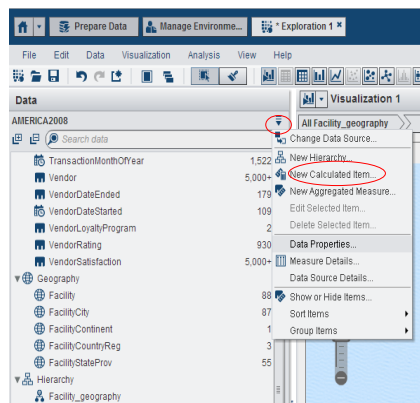 Prepare Data
Manage Environme...
* Exploration 1
File Edit Data Visualization Analysis View Help
Data
Visualization 1
AMERICA2008
All Facility_geography
Search data
Change Data Source...
TransactionMonthOfYear 1,522
New Hierarchy...
Vendor 5,000+
New Calculated Item...
VendorDateEnded 179
New Aggregated Measure...
VendorDateStarted 109
Edit Selected Item...
VendorLoyaltyProgram 2
Delete Selected Item...
VendorRating 930
Data Properties...
VendorSatisfaction 5,000+
Measure Details...
Geography
Data Source Details...
Facility 88
Show or Hide Items...
FacilityCity 87
Sort Items
FacilityContinent 1
Group Items
FacilityCountryReg 3
FacilityStateProv 55
Hierarchy
Facility_geography